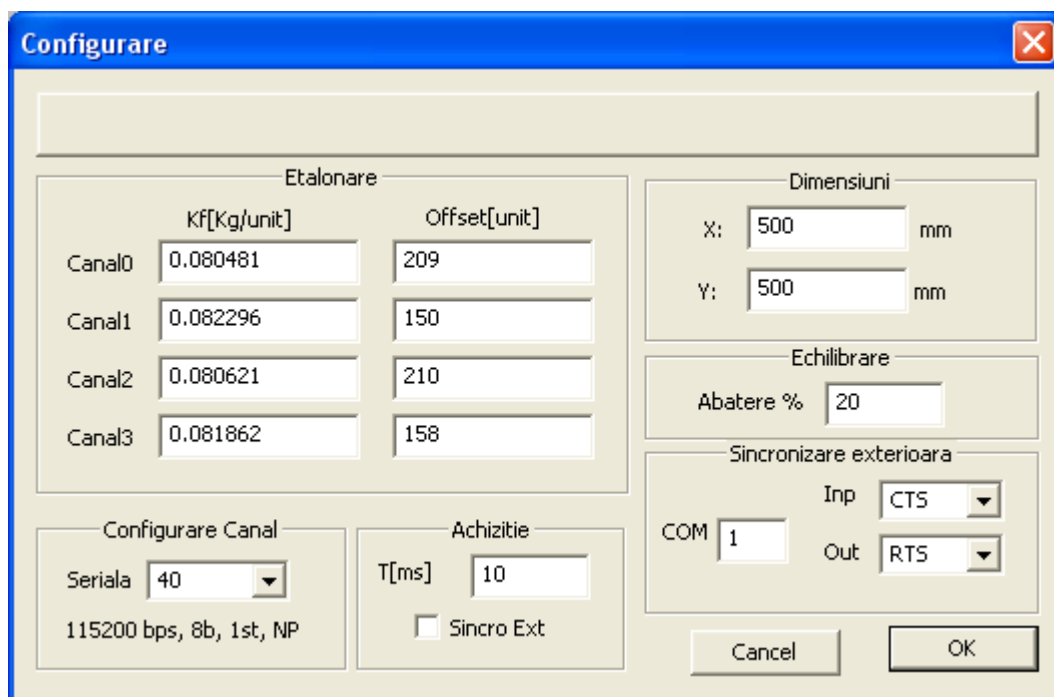 Configurare
Etalonare
Kf[Kg/unit] Offset[unit]
Canal0 0.080481 209
Canal1 0.082296 150
Canal2 0.080621 210
Canal3 0.081862 158
Dimensiuni
X: 500 mm
Y: 500 mm
Echilibrare
Abatere % 20
Sincronizare exterioara
Inp CTS
COM 1
Out RTS
Configurare Canal
Seriala 40
115200 bps, 8b, 1st, NP
Achizitie
T[ms] 10
Sincro Ext
Cancel OK